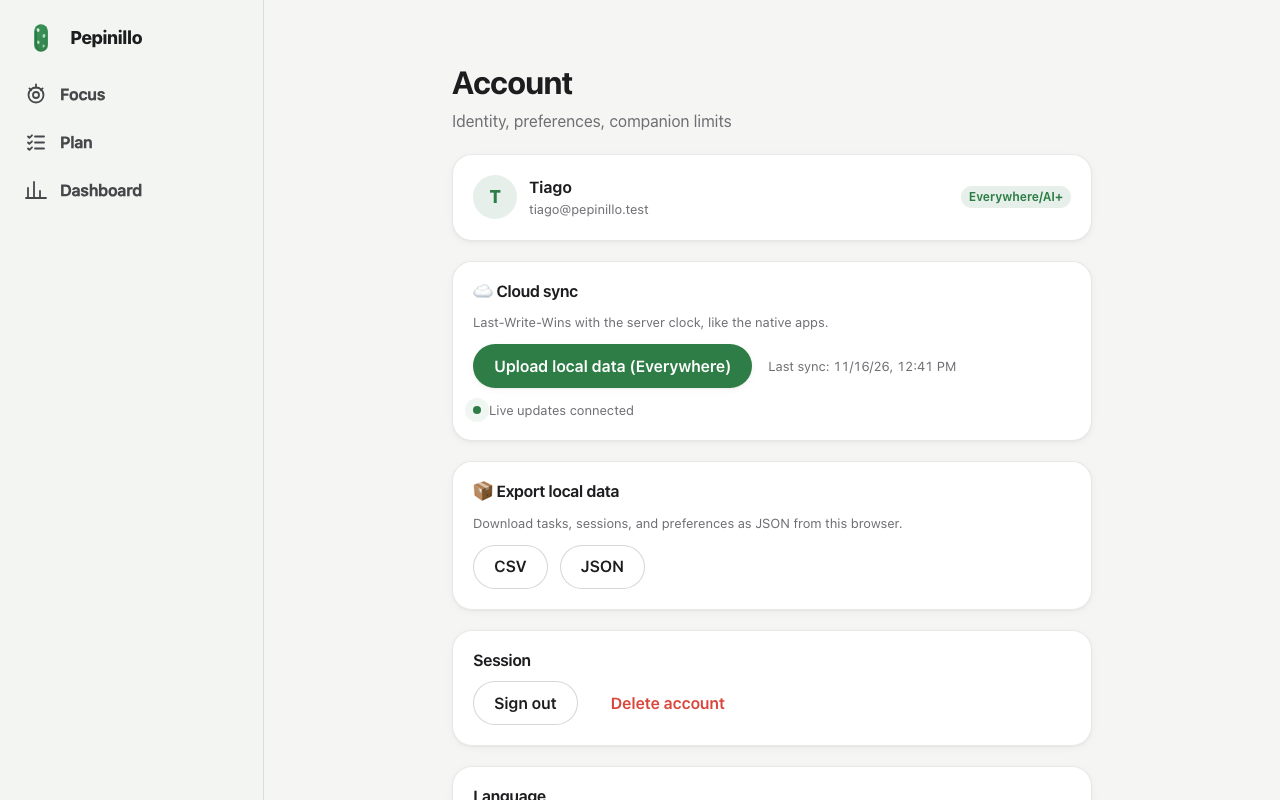 Pepinillo
Focus
Plan
Dashboard
Account
Identity, preferences, companion limits
T
Tiago
tiago@pepinillo.test
Everywhere/AI+
☁️ Cloud sync
Last-Write-Wins with the server clock, like the native apps.
Upload local data (Everywhere)
Last sync: 11/16/26, 12:41 PM
Live updates connected
📦 Export local data
Download tasks, sessions, and preferences as JSON from this browser.
CSV
JSON
Session
Sign out
Delete account
Language